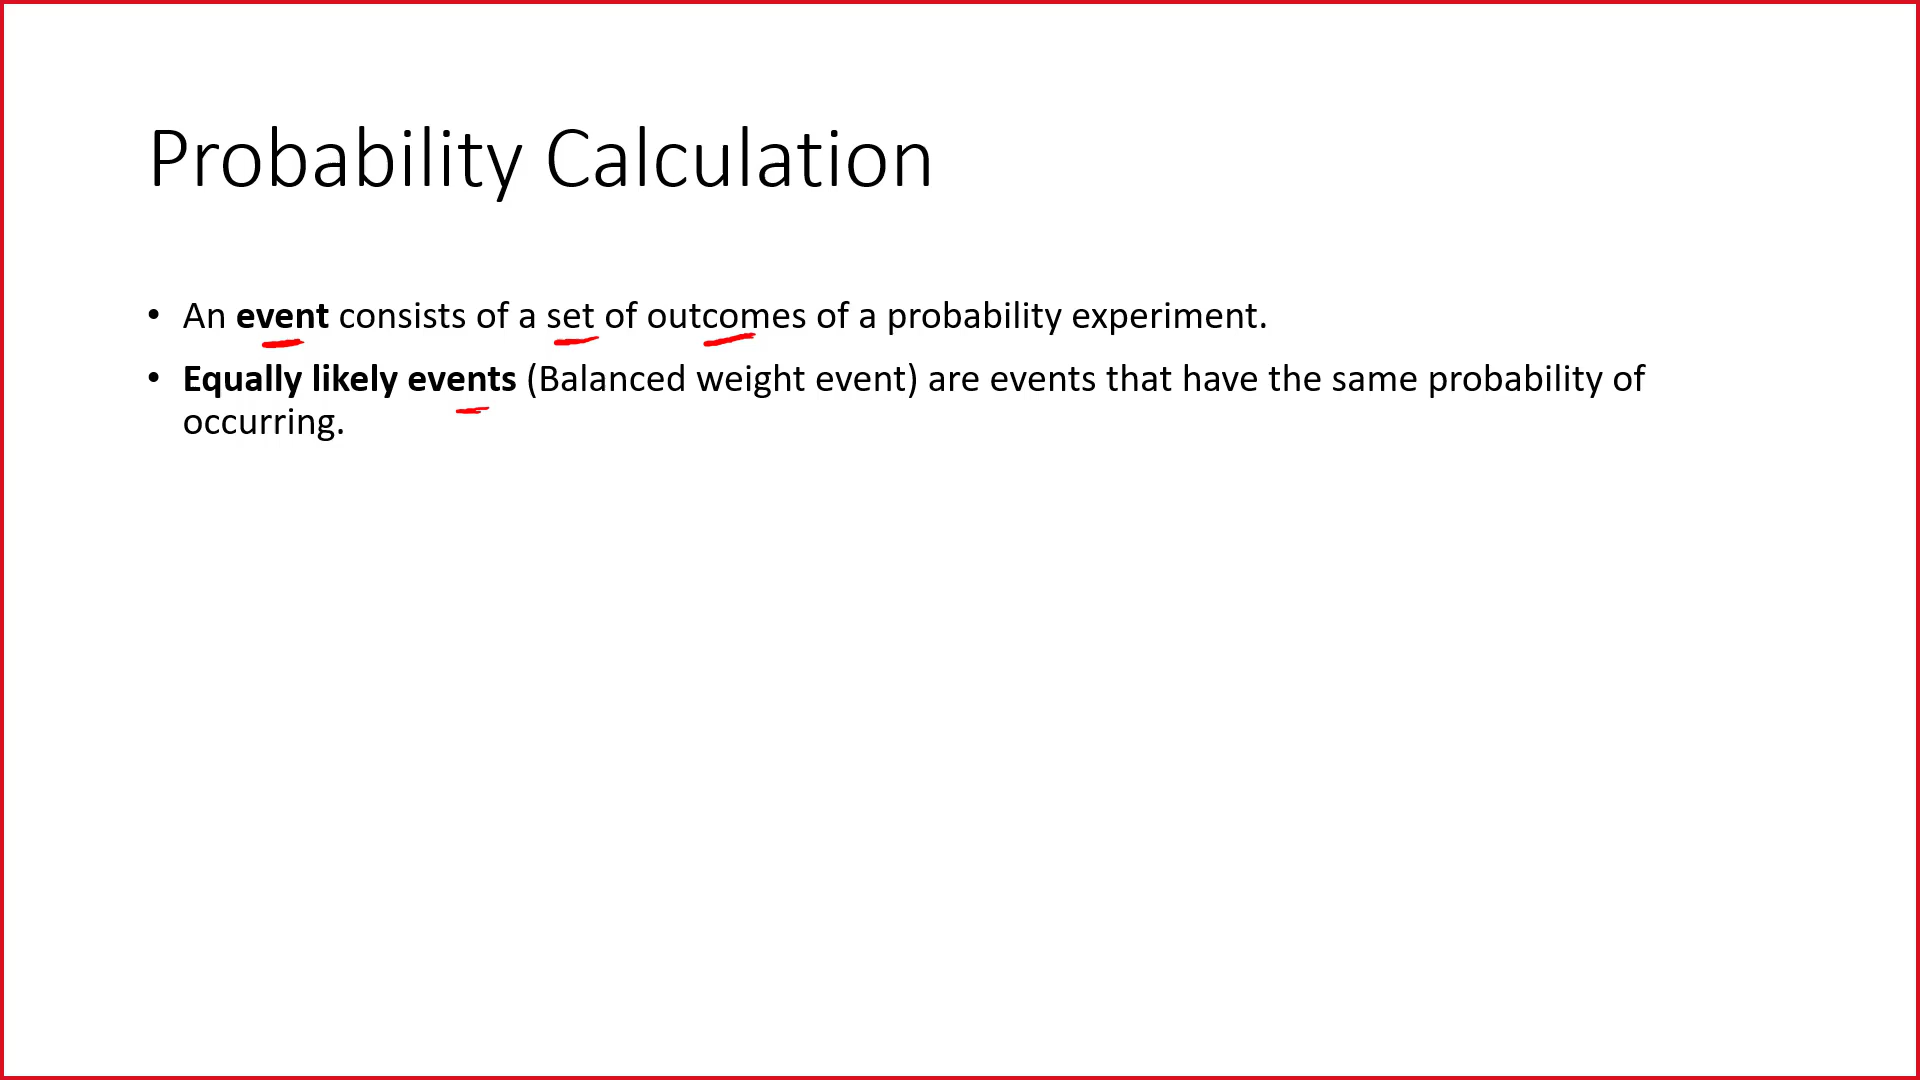 Probability Calculation
• An event consists of a set of outcomes of a probability experiment.
• Equally likely events (Balanced weight event) are events that have the same probability of
occurring.